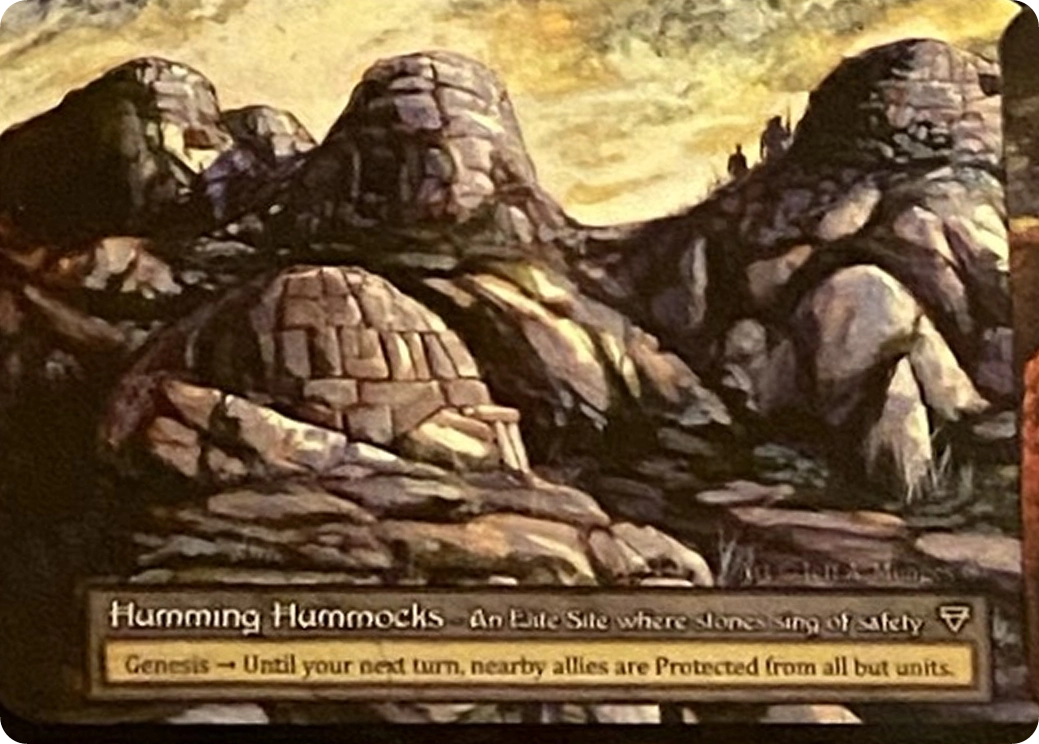 Humming Hummocks - An Elite Site where stones sing of safety
Genesis → Until your next turn, nearby allies are Protected from all but units.